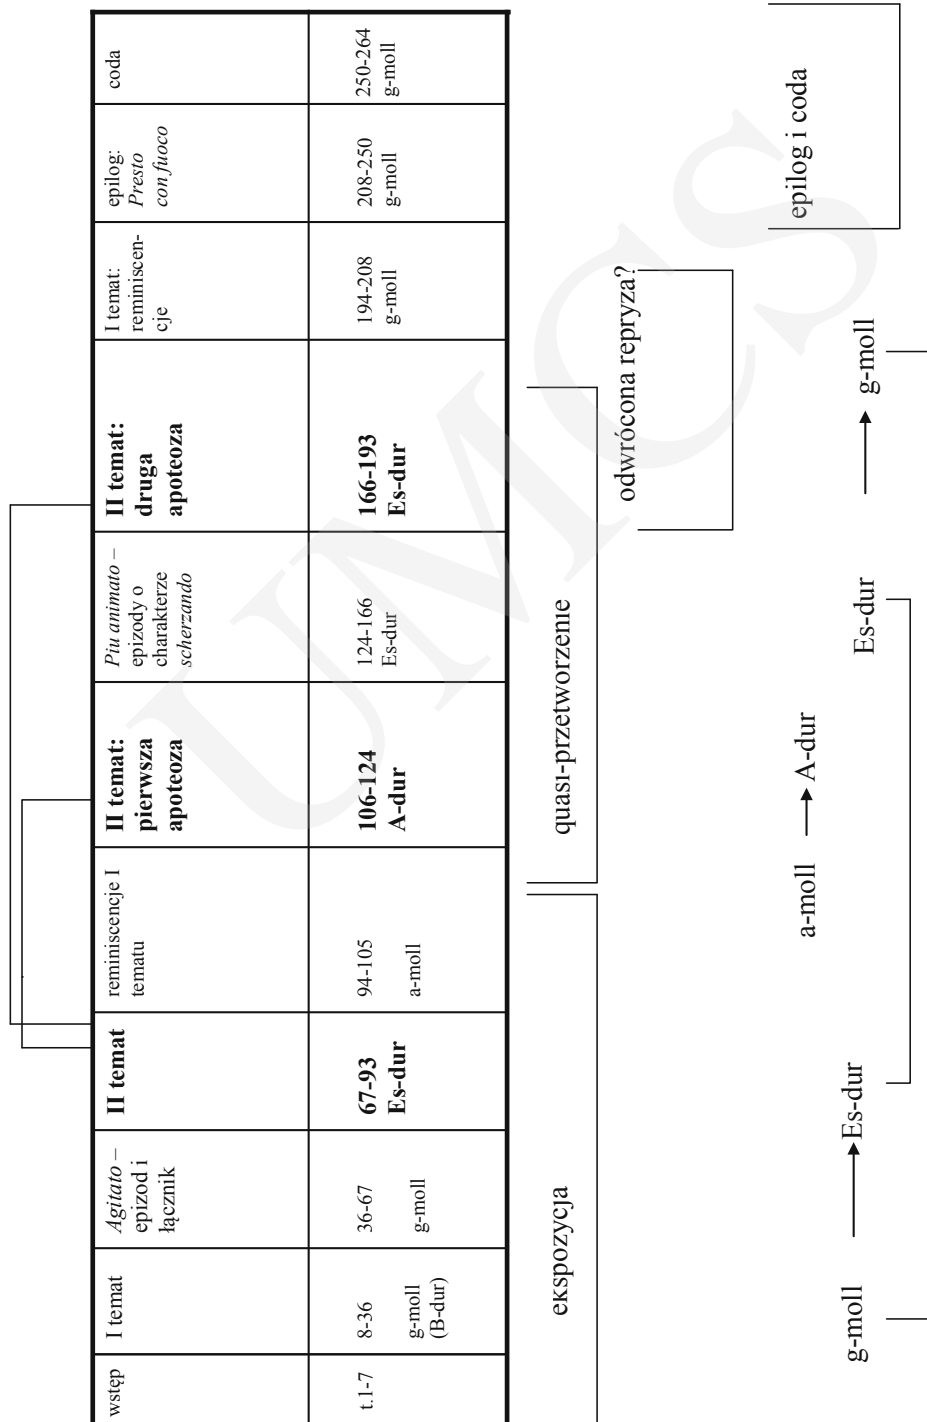 wstęp
I temat
Agitato –
epizod i
łącznik
II temat
reminiscencje I
tematu
II temat:
pierwsza
apoteoza
Piu animato –
epizody o
charakterze
scherzando
II temat:
druga
apoteoza
I temat:
reminiscen-
cje
epilog:
Presto
con fuoco
coda
t.1-7
8-36
g-moll
(B-dur)
36-67
g-moll
67-93
Es-dur
94-105
a-moll
106-124
A-dur
124-166
Es-dur
166-193
Es-dur
194-208
g-moll
208-250
g-moll
250-264
g-moll
ekspozycja
quasi-przetworzenie
odwrócona repryza?
epilog i coda
a-moll → A-dur
g-moll → Es-dur
Es-dur → g-moll
UMCS